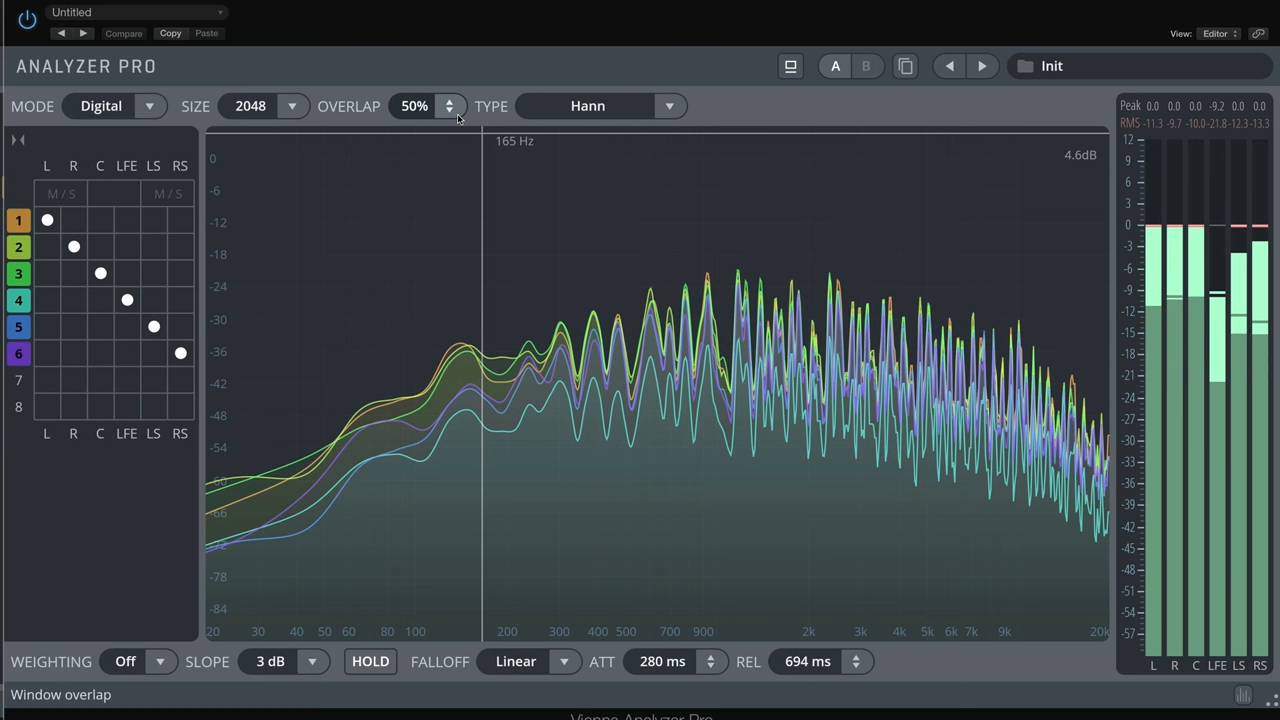 Untitled
Compare Copy Paste View: Editor
ANALYZER PRO A B Init
MODE Digital SIZE 2048 OVERLAP 50% TYPE Hann
Peak 0.0 0.0 0.0 -9.2 0.0 0.0
RMS -11.3 -9.7 -10.0 -21.8 -12.3 -13.3
165 Hz
4.6dB
L R C LFE LS RS
M / S M / S
1
2
3
4
5
6
7
8
L R C LFE LS RS
0
-6
-12
-18
-24
-30
-36
-42
-48
-54
-60
-66
-72
-78
-84
20 30 40 50 60 80 100 200 300 400 500 700 900 2k 3k 4k 5k 6k 7k 9k 20k
12
9
6
3
0
-3
-6
-9
-12
-15
-18
-21
-24
-27
-30
-33
-36
-39
-42
-45
-48
-51
-54
-57
L R C LFE LS RS
WEIGHTING Off SLOPE 3 dB HOLD FALLOFF Linear ATT 280 ms REL 694 ms
Window overlap
Vienna Analyzer Pro